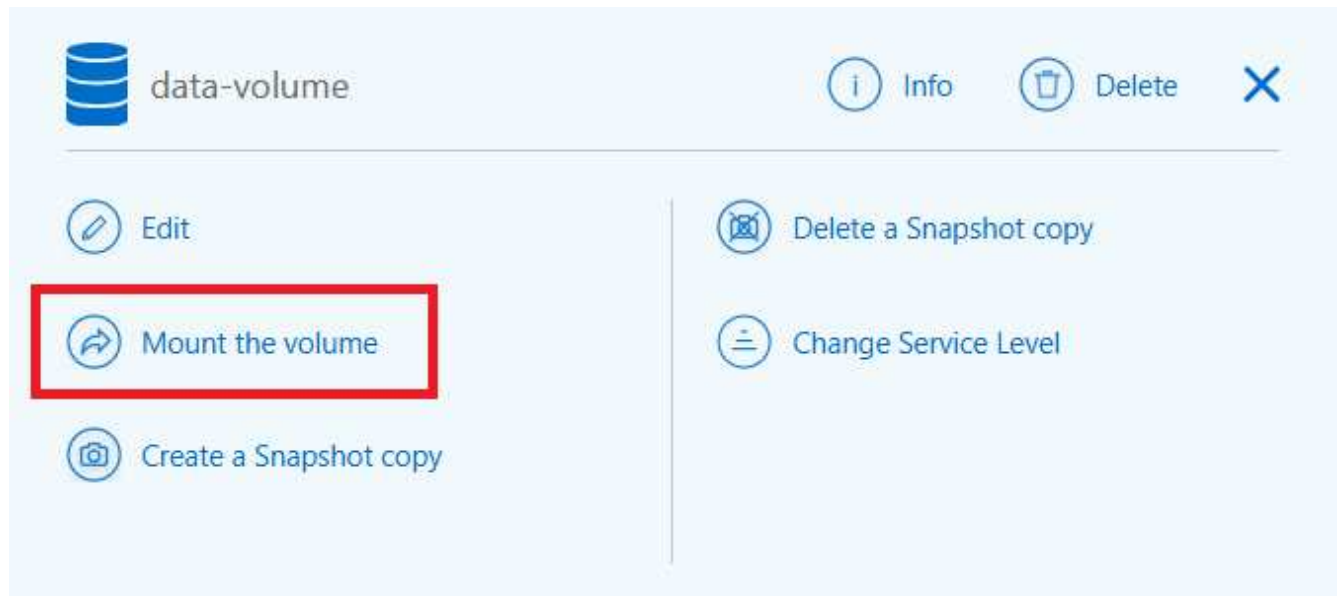 data-volume
Info
Delete
Edit
Mount the volume
Create a Snapshot copy
Delete a Snapshot copy
Change Service Level